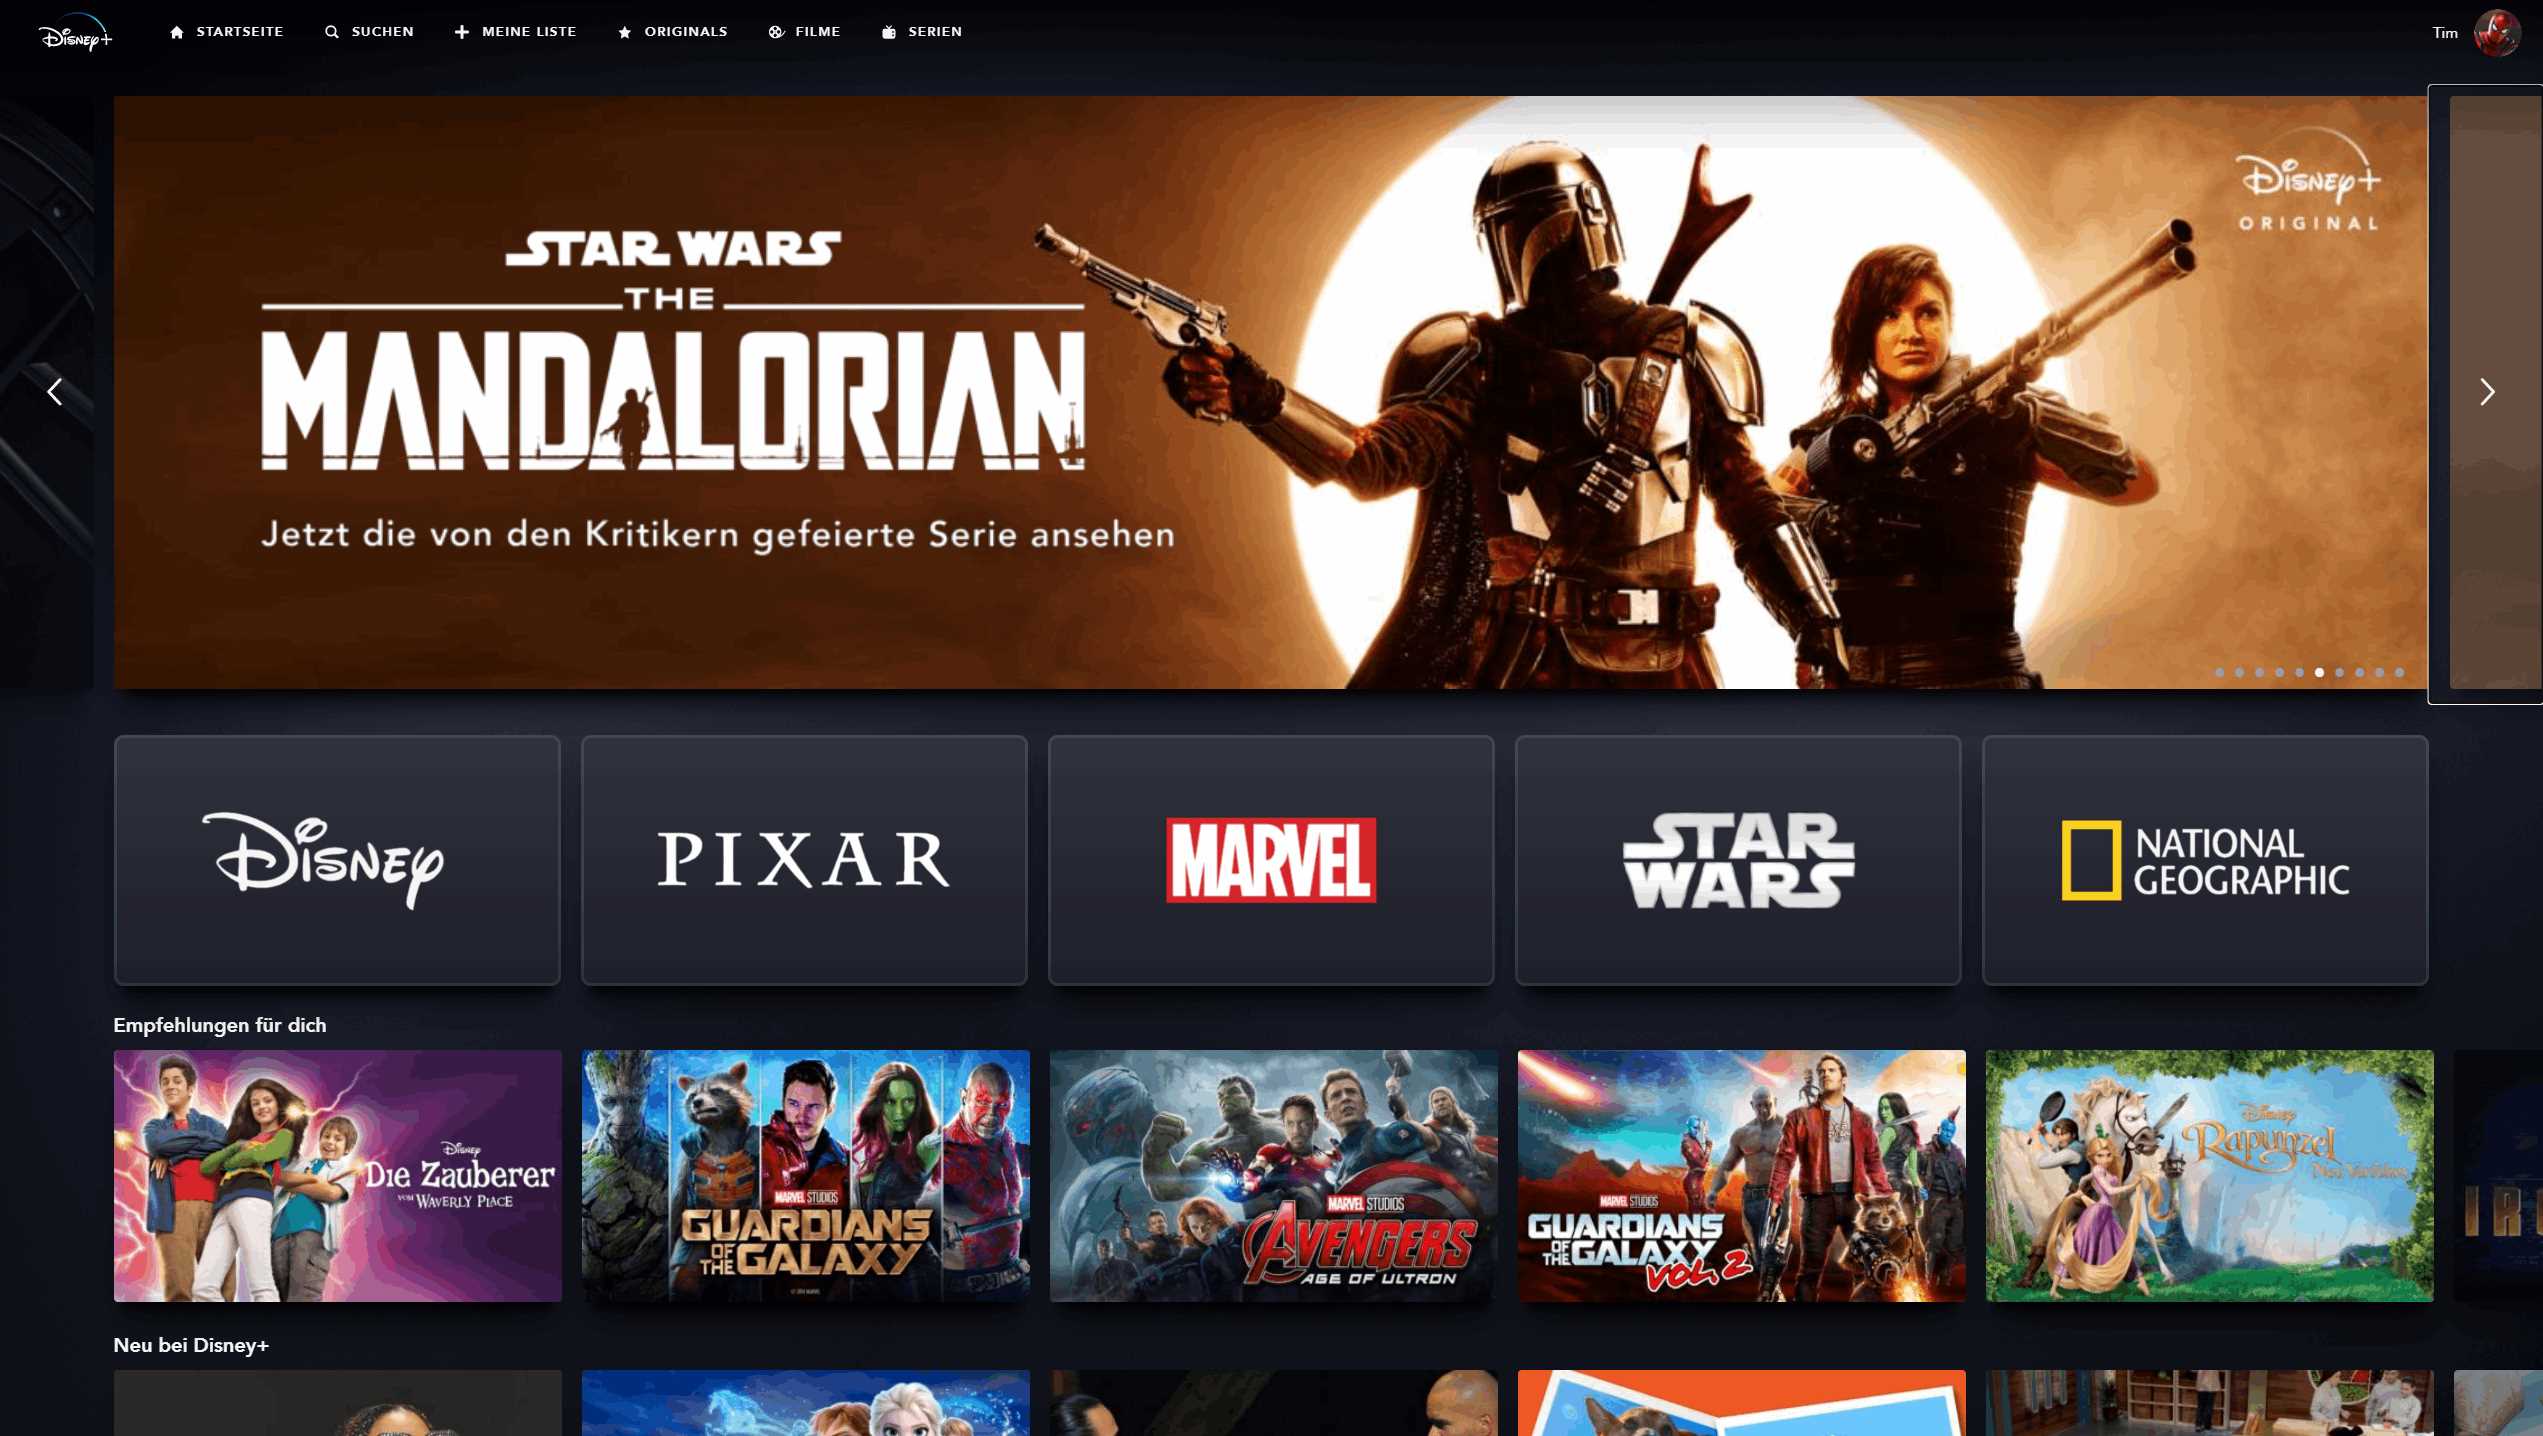 Disney+
STARTSEITE
SUCHEN
MEINE LISTE
ORIGINALS
FILME
SERIEN
Tim
STAR WARS
THE
MANDALORIAN
Jetzt die von den Kritikern gefeierte Serie ansehen
Disney+
ORIGINAL
Disney
PIXAR
MARVEL
STAR
WARS
NATIONAL
GEOGRAPHIC
Empfehlungen für dich
Disney
Die Zauberer
vom Waverly Place
MARVEL STUDIOS
GUARDIANS
OF THE GALAXY
MARVEL STUDIOS
AVENGERS
AGE OF ULTRON
MARVEL STUDIOS
GUARDIANS
OF THE GALAXY
VOL. 2
Disney
Rapunzel
Neu verföhnt
Neu bei Disney+